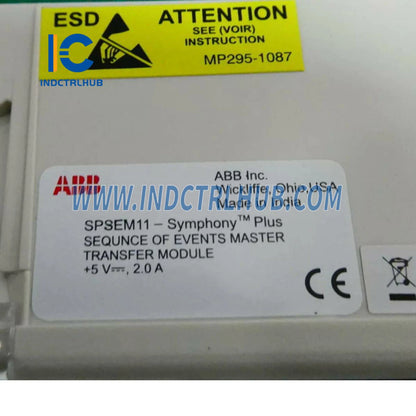 ESD
ATTENTION
SEE (VOIR)
INSTRUCTION
MP295-1087
IC
INDCTRLHUB
ABB
ABB Inc.
Wickliffe, Ohio,USA
Made in India
WWW.INDCTRLHUB.COM
SPSEM11 – Symphony™ Plus
SEQUNCE OF EVENTS MASTER
TRANSFER MODULE
+5 V⎓, 2.0 A
CE